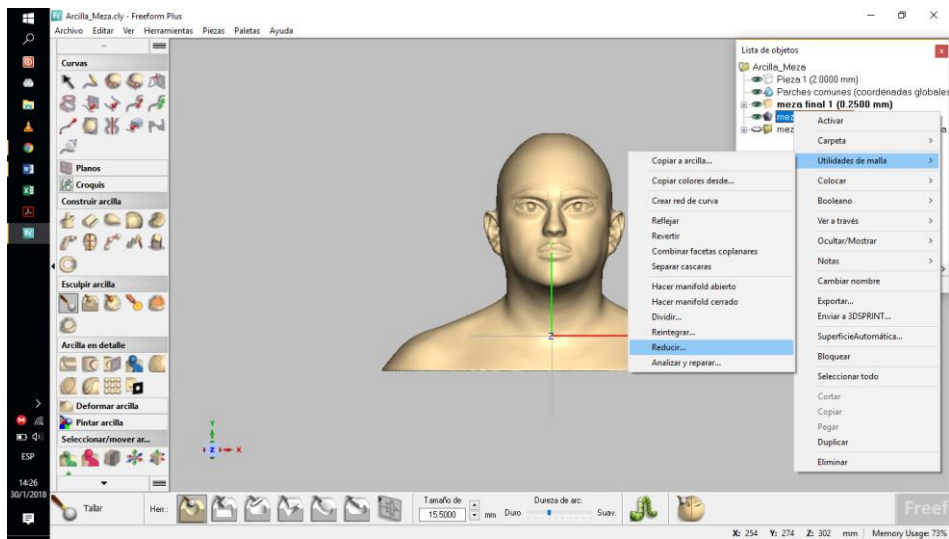 Arcilla_Meza.cly - Freeform Plus
Archivo Editar Ver Herramientas Piezas Paletas Ayuda
Curvas
Planos
Croquis
Construir arcilla
Esculpir arcilla
Arcilla en detalle
Deformar arcilla
Pintar arcilla
Seleccionar/mover ar...
Lista de objetos
Arcilla_Meza
Pieza 1 (2.0000 mm)
Parches comunes (coordenadas globales
meza final 1 (0.2500 mm)
mez
mez
Activar
Carpeta
Utilidades de malla
Colocar
Booleano
Ver a través
Ocultar/Mostrar
Notas
Cambiar nombre
Exportar...
Enviar a 3DSPRINT...
SuperficieAutomática...
Bloquear
Seleccionar todo
Cortar
Copiar
Pegar
Duplicar
Eliminar
Copiar a arcilla...
Copiar colores desde...
Crear red de curva
Reflejar
Revertir
Combinar facetas coplanares
Separar cascaras
Hacer manifold abierto
Hacer manifold cerrado
Dividir...
Reintegrar...
Reducir...
Analizar y reparar...
Z
Y
Z X
ESP
14:26
30/1/2018
Tallar
Herr.:
Tamaño de
15.5000 mm
Dureza de arc.
Duro Suav.
Freef
X: 254 Y: 274 Z: 302 mm Memory Usage: 73%